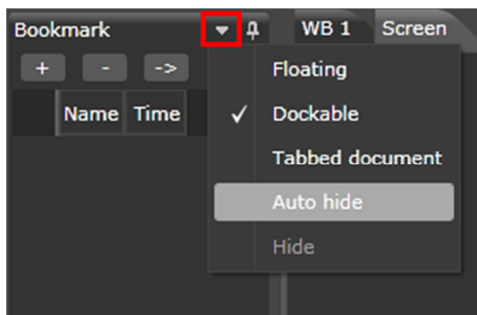 Bookmark WB 1 Screen
+ - ->
Name Time
Floating
Dockable
Tabbed document
Auto hide
Hide